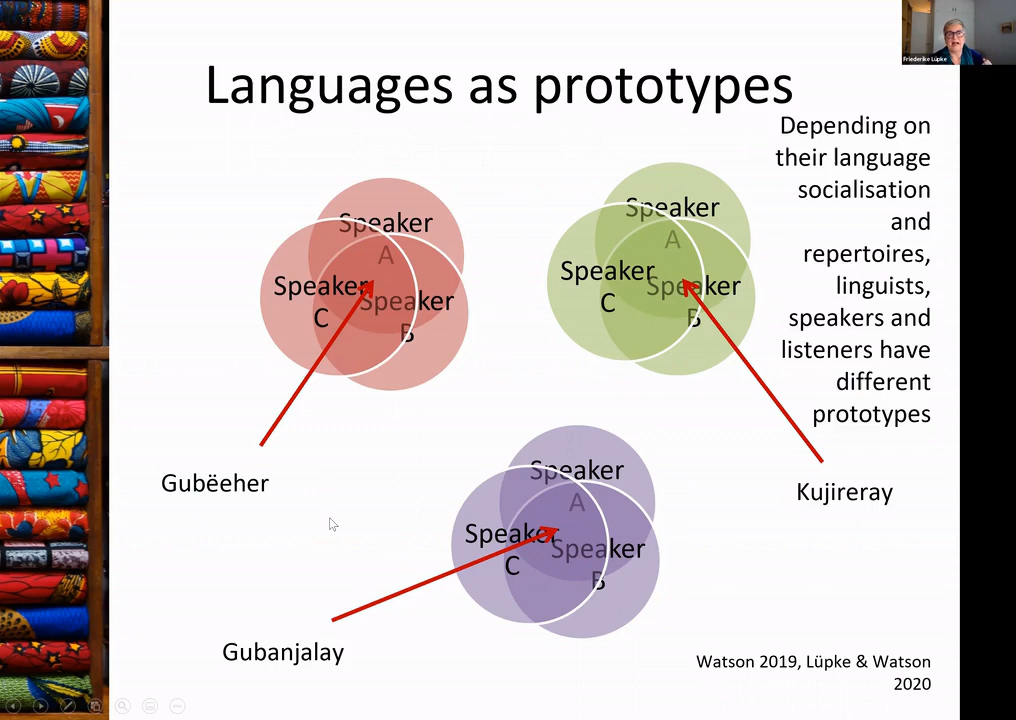 Friederike Lüpke
Languages as prototypes
Depending on
their language
socialisation
and
repertoires,
linguists,
speakers and
listeners have
different
prototypes
Speaker
A
Speaker
C
Speaker
B
Speaker
A
Speaker
C
Speaker
B
Gubëeher
Kujireray
Speaker
A
Speaker
C
Speaker
B
Gubanjalay
Watson 2019, Lüpke & Watson
2020